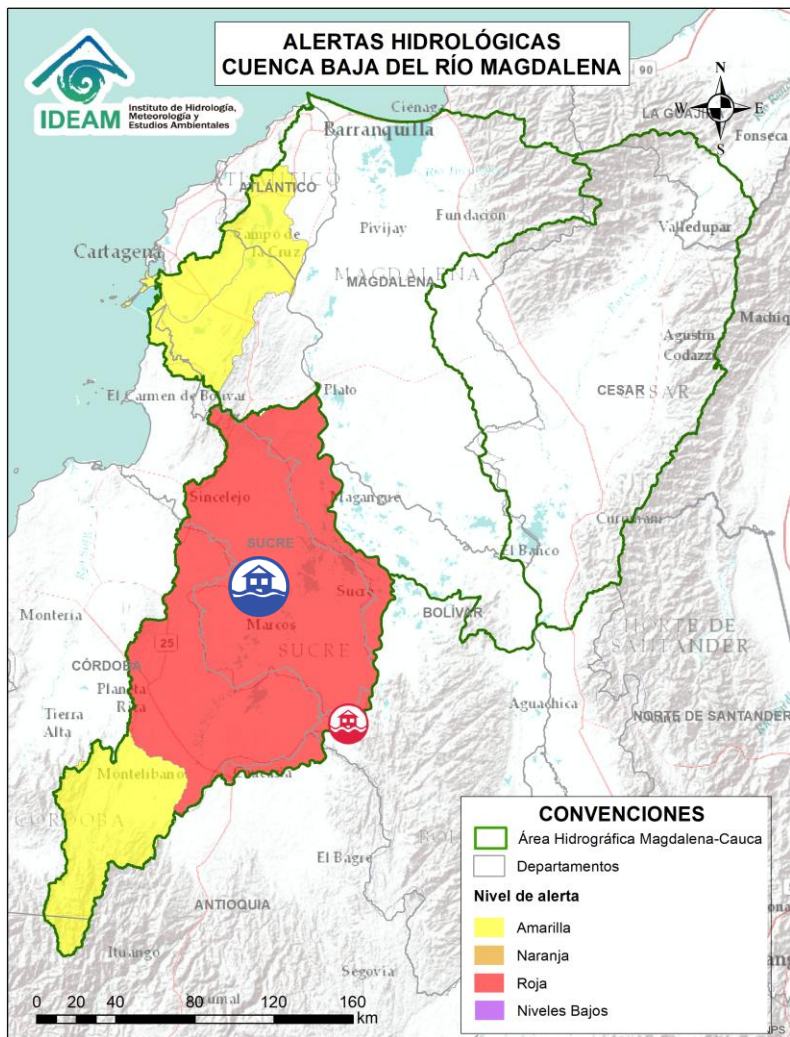 ALERTAS HIDROLÓGICAS
CUENCA BAJA DEL RÍO MAGDALENA
IDEAM
Instituto de Hidrología,
Meteorología y
Estudios Ambientales
N
W E
S
90
LA GUAJIRA
Fonseca
Ciénaga
Barranquilla
ATLÁNTICO
Campo de
la Cruz
Pivijay
Fundación
Valledupar
Cartagena
MAGDALENA
MAGDALENA
Machiq
Agustín
Codazzi
El Carmen de Bolívar
Plato
CESAR
CESAR
Sincelejo
Magangue
Curumaní
SUCRE
El Banco
Sucre
BOLÍVAR
Montería
Marcos
SUCRE
NORTE DE
SANTANDER
25
CÓRDOBA
Planeta
Rica
Tierra
Alta
Aguachica
NORTE DE SANTANDER
Montelíbano
Caucasia
CÓRDOBA
El Bagre
ANTIOQUIA
Ituango
Segovia
CONVENCIONES
Área Hidrográfica Magdalena-Cauca
Departamentos
Nivel de alerta
Amarilla
Naranja
Roja
Niveles Bajos
0 20 40 80 120 160
km